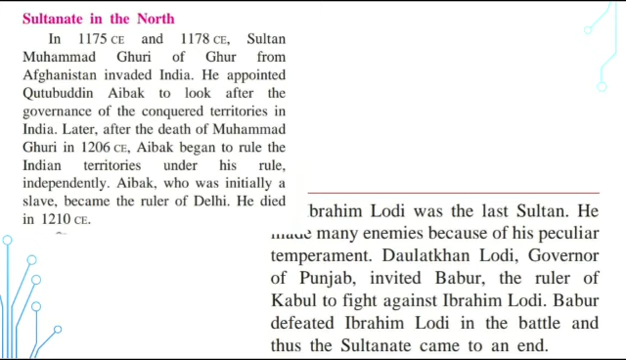 Sultanate in the North
In 1175 CE and 1178 CE, Sultan
Muhammad Ghuri of Ghur from
Afghanistan invaded India. He appointed
Qutubuddin Aibak to look after the
governance of the conquered territories in
India. Later, after the death of Muhammad
Ghuri in 1206 CE, Aibak began to rule the
Indian territories under his rule,
independently. Aibak, who was initially a
slave, became the ruler of Delhi. He died
in 1210 CE.
brahim Lodi was the last Sultan. He
made many enemies because of his peculiar
temperament. Daulatkhan Lodi, Governor
of Punjab, invited Babur, the ruler of
Kabul to fight against Ibrahim Lodi. Babur
defeated Ibrahim Lodi in the battle and
thus the Sultanate came to an end.